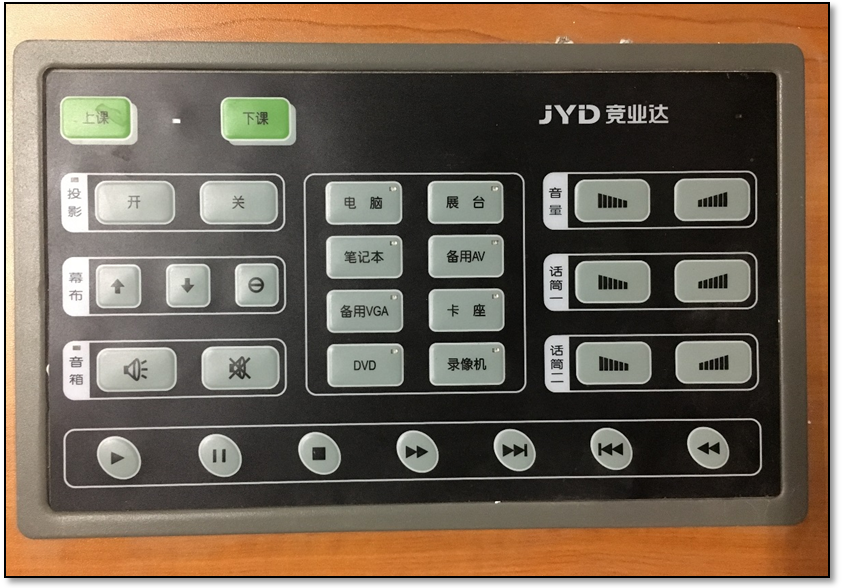 上课
下课
JYD 竞业达
投影
开
关
电 脑
展 台
音量
幕布
笔记本
备用AV
话筒一
备用VGA
卡 座
音箱
DVD
录像机
话筒二